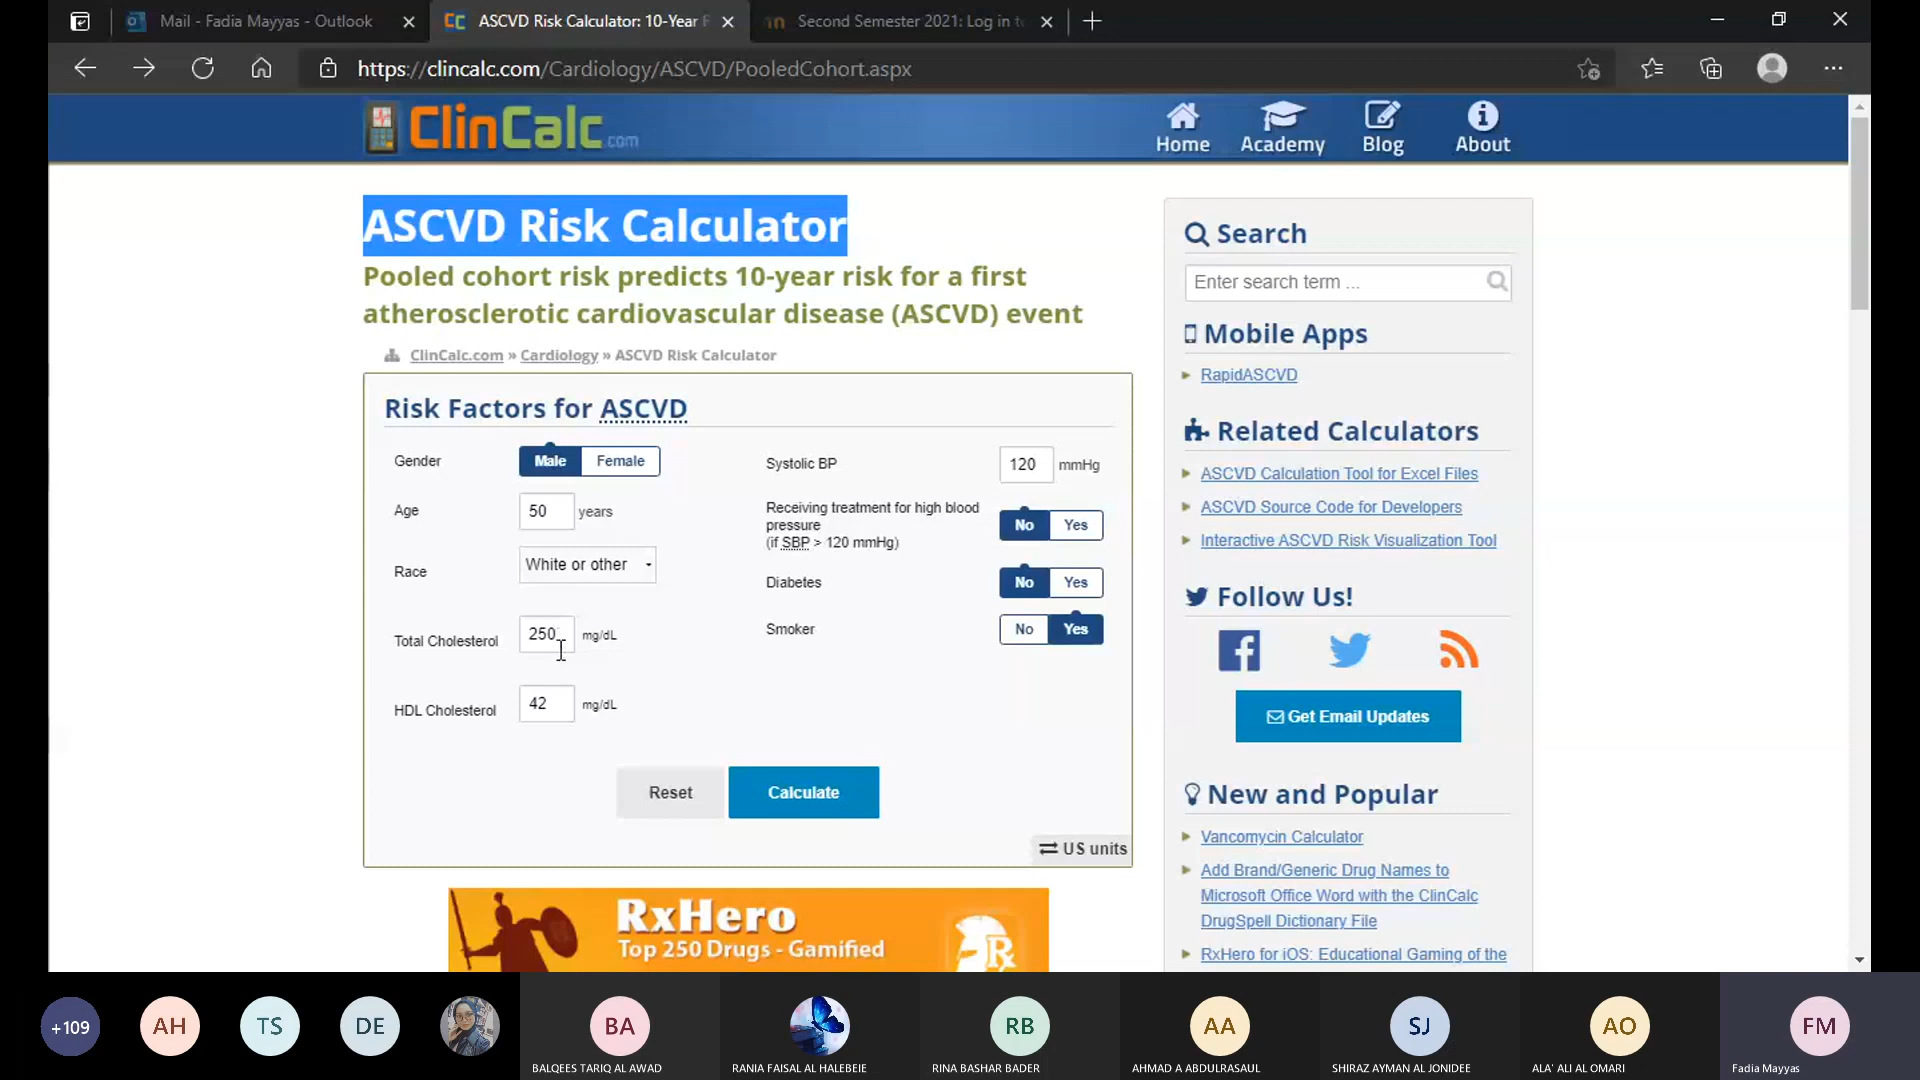 Mail - Fadia Mayyas - Outlook
CC ASCVD Risk Calculator: 10-Year
Second Semester 2021: Log in t
https://clincalc.com/Cardiology/ASCVD/PooledCohort.aspx
ClinCalc.com
Home
Academy
Blog
About
ASCVD Risk Calculator
Pooled cohort risk predicts 10-year risk for a first
atherosclerotic cardiovascular disease (ASCVD) event
ClinCalc.com » Cardiology » ASCVD Risk Calculator
Risk Factors for ASCVD
Gender Male Female
Age 50 years
Race White or other
Total Cholesterol 250 mg/dL
HDL Cholesterol 42 mg/dL
Systolic BP 120 mmHg
Receiving treatment for high blood
pressure
(if SBP > 120 mmHg)
No Yes
Diabetes No Yes
Smoker No Yes
Reset Calculate
US units
RxHero
Top 250 Drugs - Gamified
R
Search
Enter search term ...
Mobile Apps
RapidASCVD
Related Calculators
ASCVD Calculation Tool for Excel Files
ASCVD Source Code for Developers
Interactive ASCVD Risk Visualization Tool
Follow Us!
Get Email Updates
New and Popular
Vancomycin Calculator
Add Brand/Generic Drug Names to
Microsoft Office Word with the ClinCalc
DrugSpell Dictionary File
RxHero for iOS: Educational Gaming of the
+109
AH
TS
DE
BA
BALQEES TARIQ AL AWAD
RANIA FAISAL AL HALEBEIE
RB
RINA BASHAR BADER
AA
AHMAD A ABDULRASAUL
SJ
SHIRAZ AYMAN AL JONIDEE
AO
ALA' ALI AL OMARI
FM
Fadia Mayyas